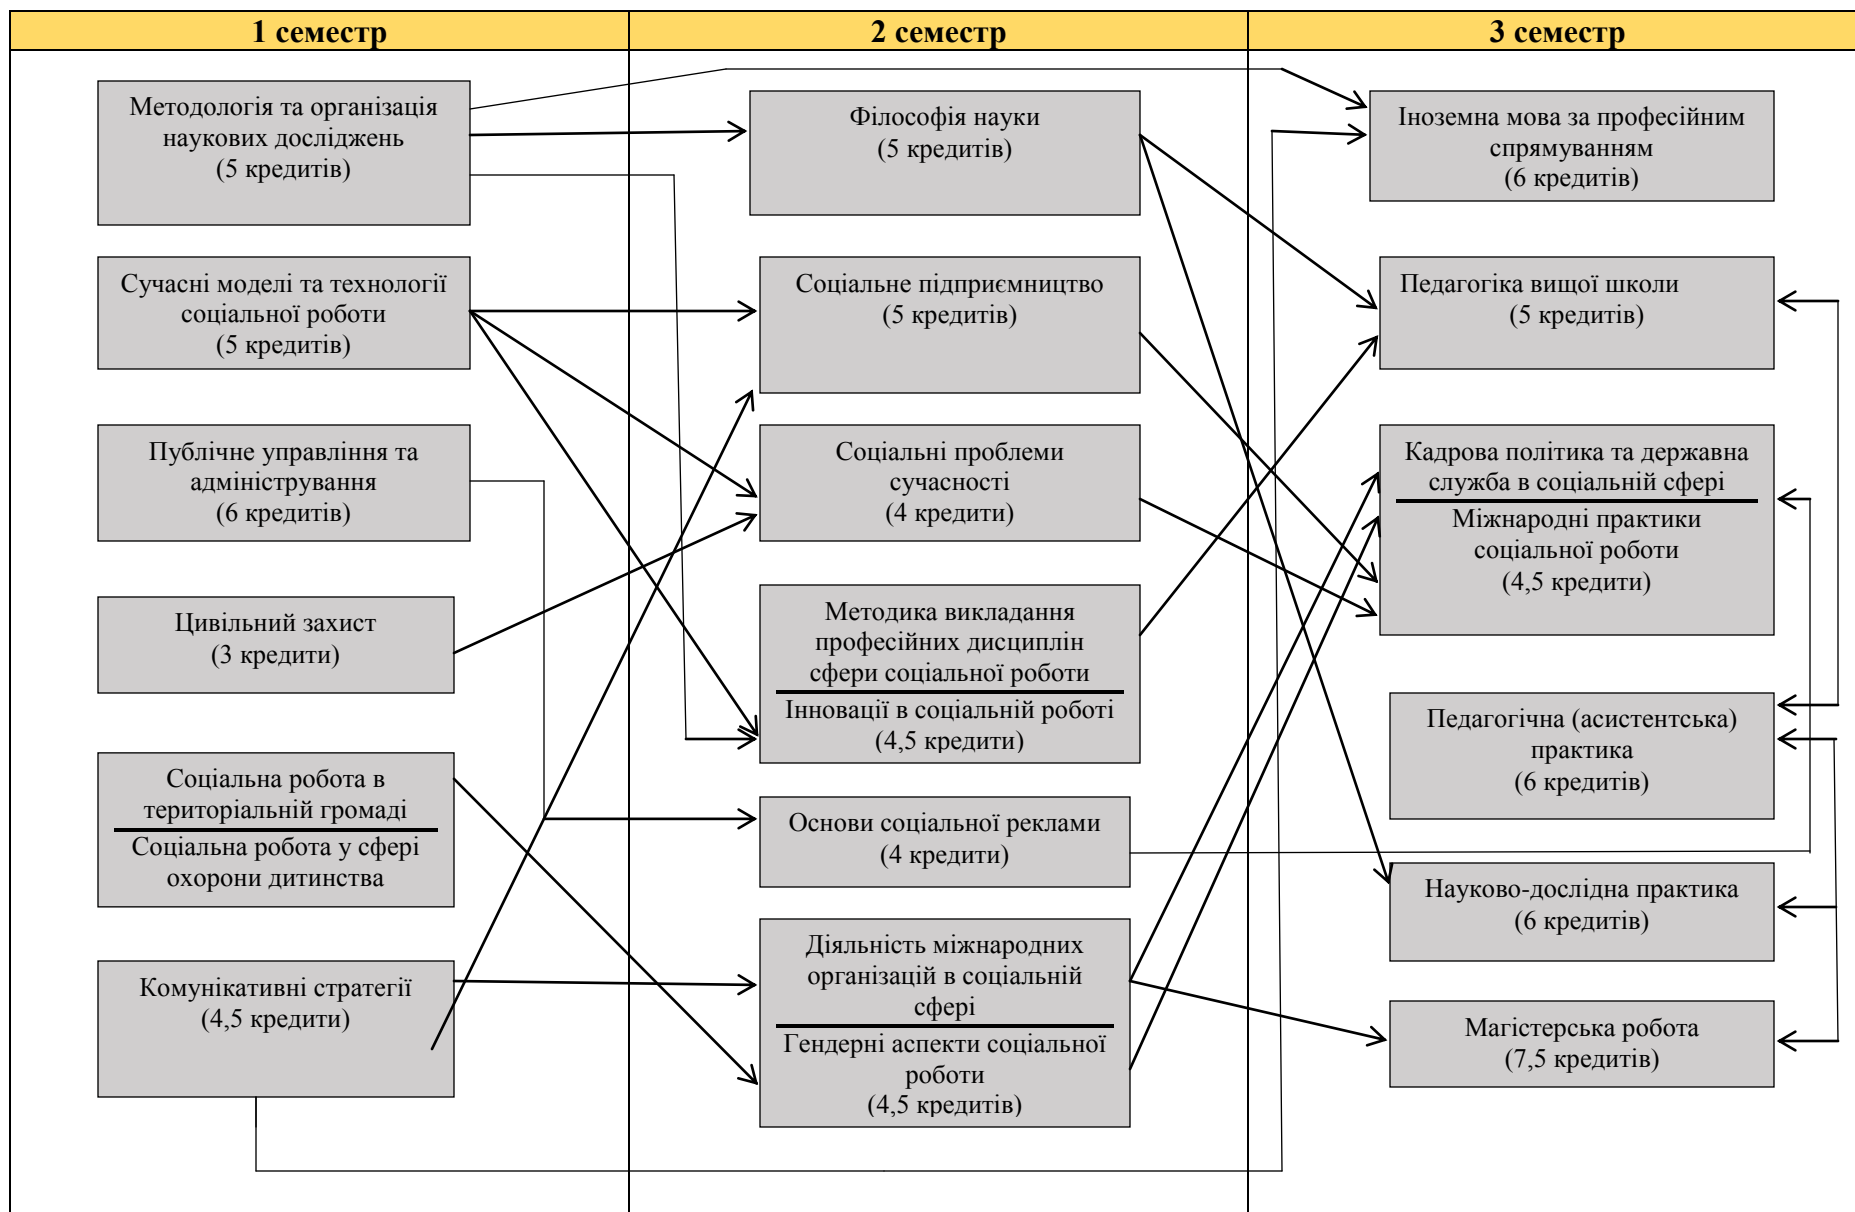 1 семестр
2 семестр
3 семестр
Методологія та організація
наукових досліджень
(5 кредитів)
Сучасні моделі та технології
соціальної роботи
(5 кредитів)
Публічне управління та
адміністрування
(6 кредитів)
Цивільний захист
(3 кредити)
Соціальна робота в
територіальній громаді
Соціальна робота у сфері
охорони дитинства
Комунікативні стратегії
(4,5 кредити)
Філософія науки
(5 кредитів)
Соціальне підприємництво
(5 кредитів)
Соціальні проблеми
сучасності
(4 кредити)
Методика викладання
професійних дисциплін
сфери соціальної роботи
Інновації в соціальній роботі
(4,5 кредити)
Основи соціальної реклами
(4 кредити)
Діяльність міжнародних
організацій в соціальній
сфері
Гендерні аспекти соціальної
роботи
(4,5 кредитів)
Іноземна мова за професійним
спрямуванням
(6 кредитів)
Педагогіка вищої школи
(5 кредитів)
Кадрова політика та державна
служба в соціальній сфері
Міжнародні практики
соціальної роботи
(4,5 кредити)
Педагогічна (асистентська)
практика
(6 кредитів)
Науково-дослідна практика
(6 кредитів)
Магістерська робота
(7,5 кредитів)